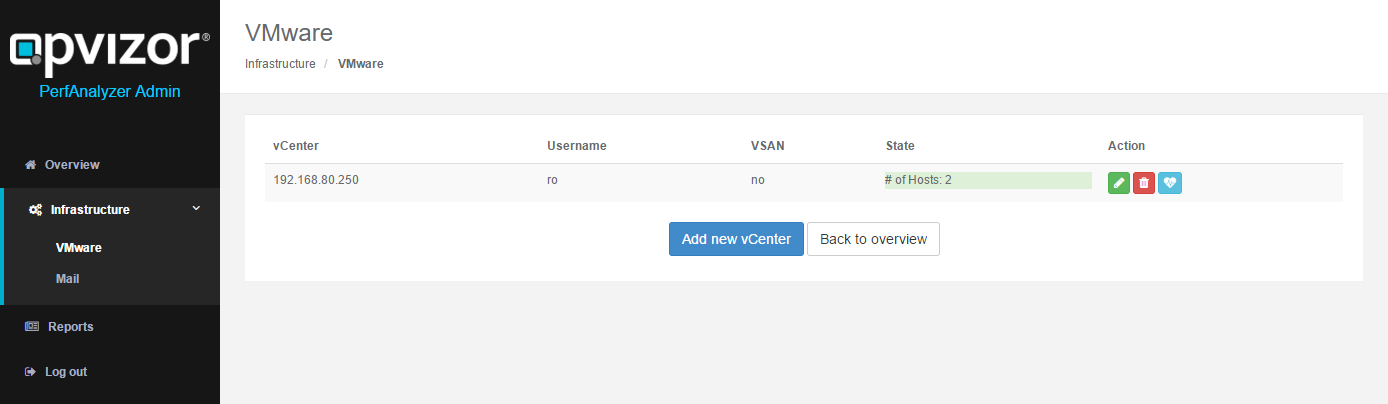 opvizor®
PerfAnalyzer Admin
Overview
Infrastructure
VMware
Mail
Reports
Log out
VMware
Infrastructure / VMware
vCenter Username VSAN State Action
192.168.80.250 ro no # of Hosts: 2
Add new vCenter Back to overview